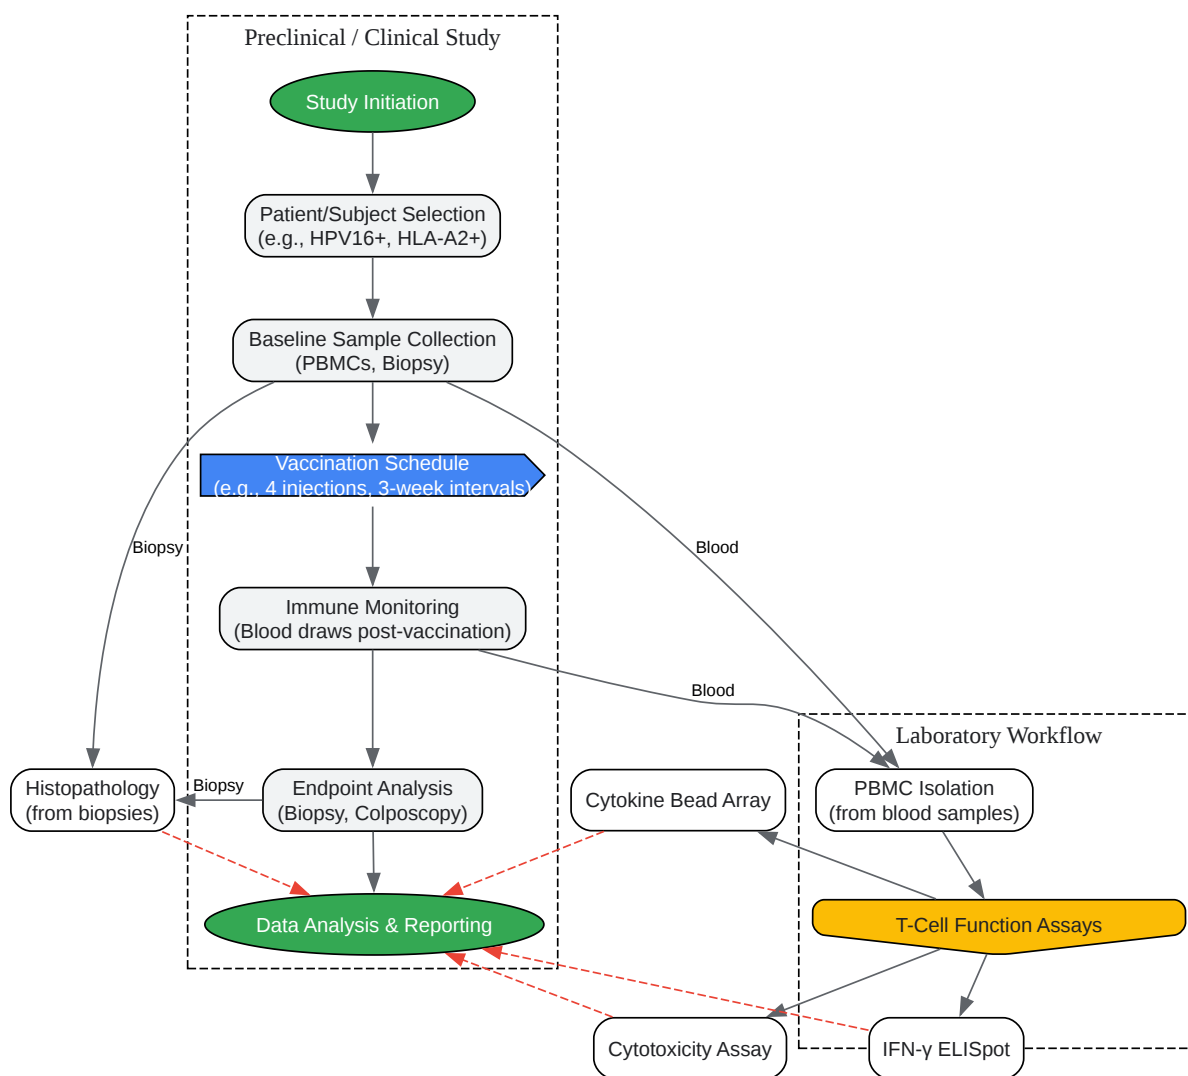 Preclinical / Clinical Study
Study Initiation
Patient/Subject Selection
(e.g., HPV16+, HLA-A2+)
Baseline Sample Collection
(PBMCs, Biopsy)
Vaccination Schedule
(e.g., 4 injections, 3-week intervals)
Biopsy
Blood
Immune Monitoring
(Blood draws post-vaccination)
Blood
Laboratory Workflow
Histopathology
(from biopsies)
Biopsy
Endpoint Analysis
(Biopsy, Colposcopy)
Cytokine Bead Array
PBMC Isolation
(from blood samples)
Data Analysis & Reporting
T-Cell Function Assays
Cytotoxicity Assay
IFN-γ ELISpot